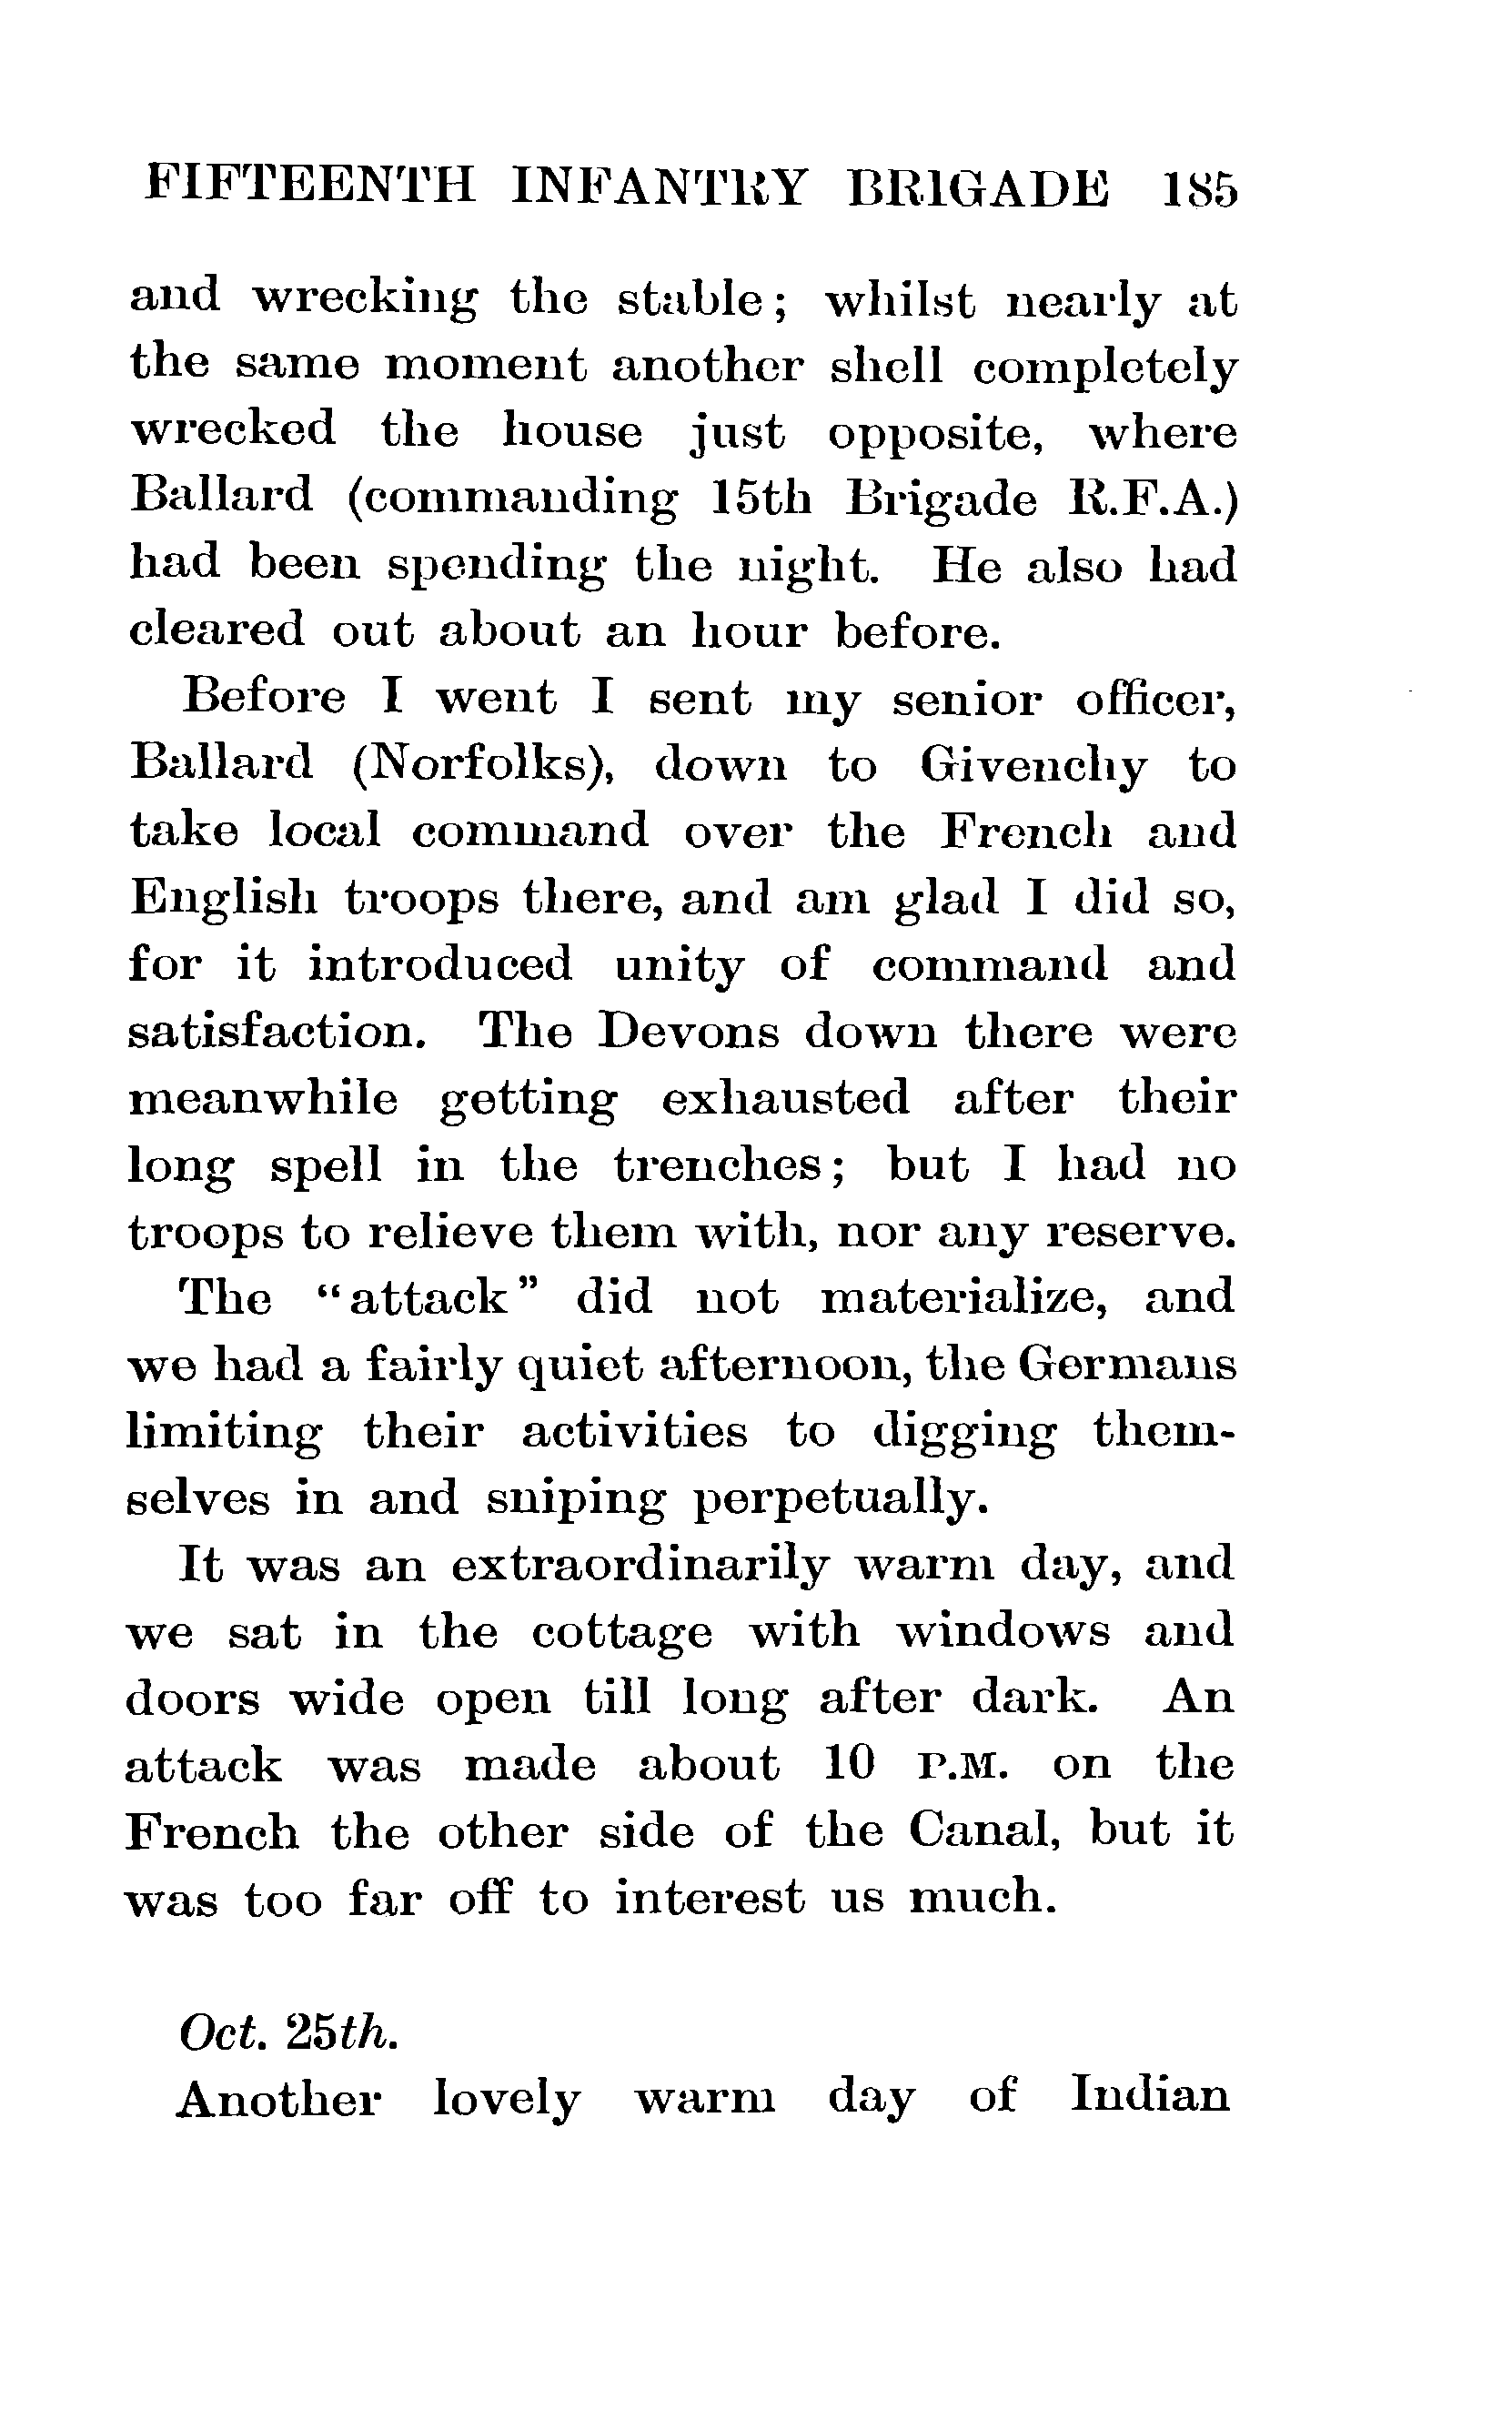 FIFTEENTH INFANTRY BRIGADE 185
and wrecking the stable; whilst nearly at
the same moment another shell completely
wrecked the house just opposite, where
Ballard (commanding 15th Brigade R.F.A.)
had been spending the night. He also had
cleared out about an hour before.
Before I went I sent my senior officer,
Ballard (Norfolks), down to Givenchy to
take local command over the French and
English troops there, and am glad I did so,
for it introduced unity of command and
satisfaction. The Devons down there were
meanwhile getting exhausted after their
long spell in the trenches; but I had no
troops to relieve them with, nor any reserve.
The "attack" did not materialize, and
we had a fairly quiet afternoon, the Germans
limiting their activities to digging them-
selves in and sniping perpetually.
It was an extraordinarily warm day, and
we sat in the cottage with windows and
doors wide open till long after dark. An
attack was made about 10 P.M. on the
French the other side of the Canal, but it
was too far off to interest us much.
Oct. 25th.
Another lovely warm day of Indian